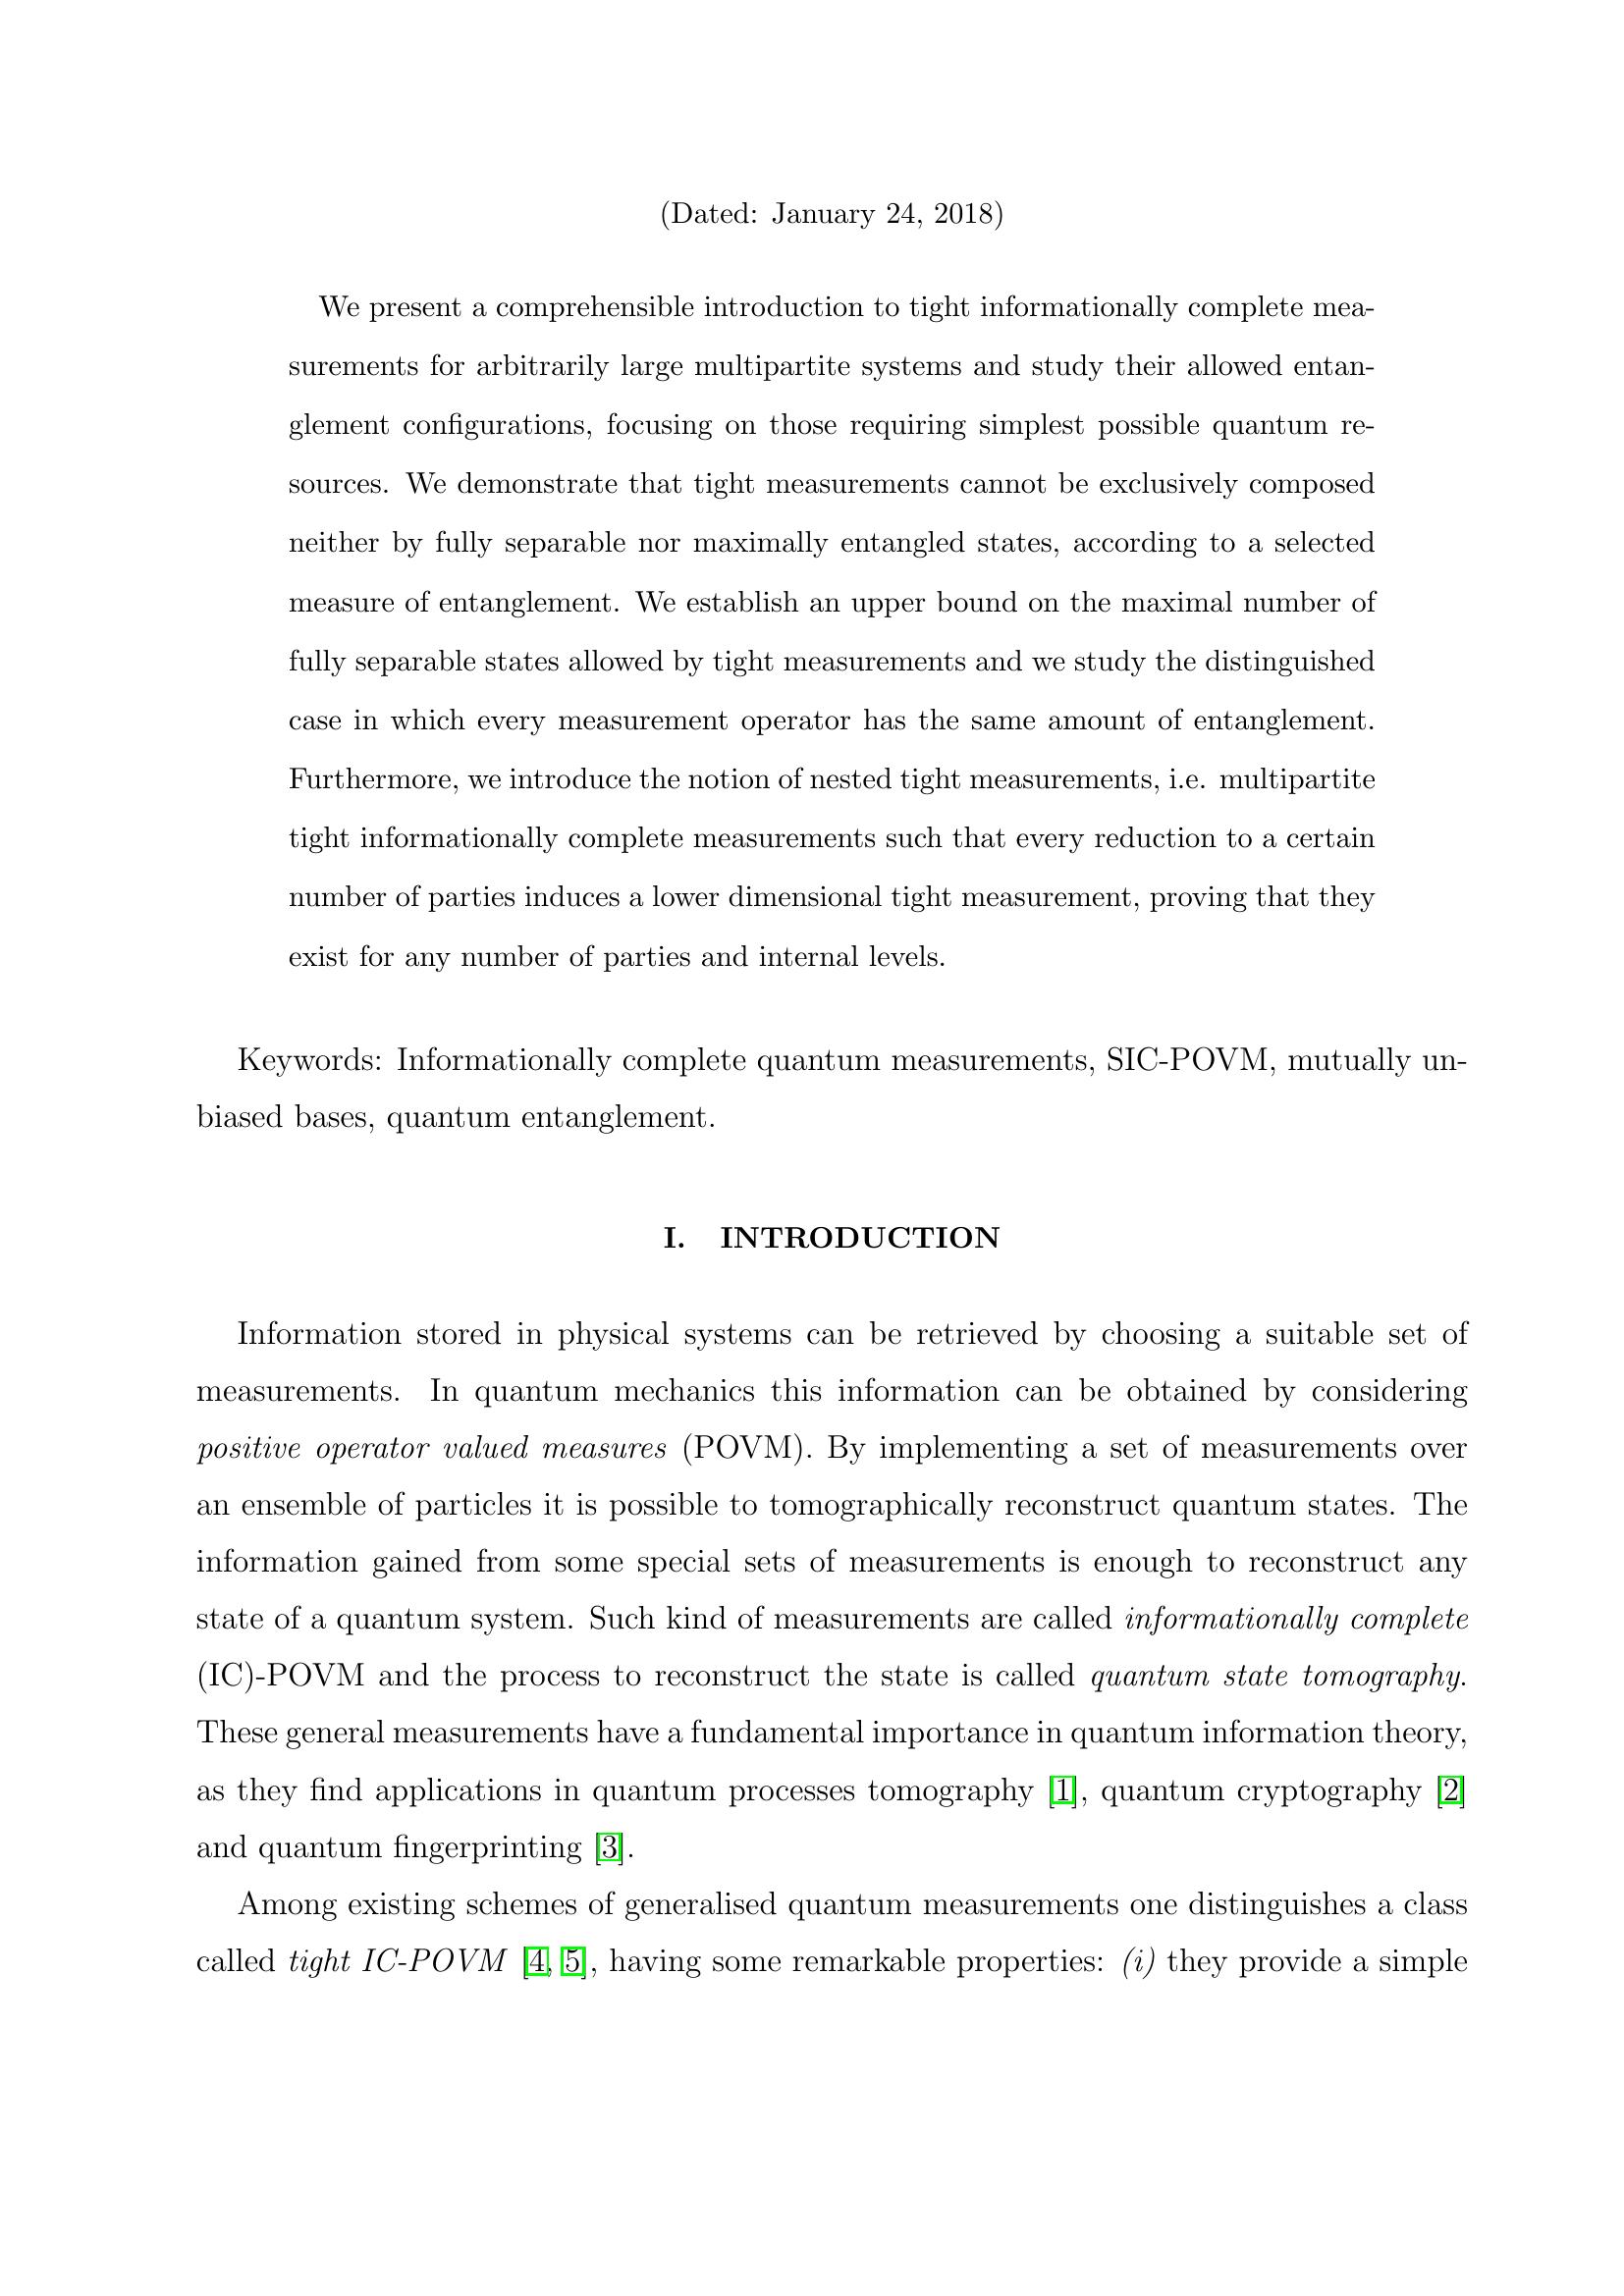 (Dated: January 24, 2018)
We present a comprehensible introduction to tight informationally complete mea-
surements for arbitrarily large multipartite systems and study their allowed entan-
glement configurations, focusing on those requiring simplest possible quantum re-
sources. We demonstrate that tight measurements cannot be exclusively composed
neither by fully separable nor maximally entangled states, according to a selected
measure of entanglement. We establish an upper bound on the maximal number of
fully separable states allowed by tight measurements and we study the distinguished
case in which every measurement operator has the same amount of entanglement.
Furthermore, we introduce the notion of nested tight measurements, i.e. multipartite
tight informationally complete measurements such that every reduction to a certain
number of parties induces a lower dimensional tight measurement, proving that they
exist for any number of parties and internal levels.
Keywords: Informationally complete quantum measurements, SIC-POVM, mutually un-
biased bases, quantum entanglement.
I. INTRODUCTION
Information stored in physical systems can be retrieved by choosing a suitable set of
measurements. In quantum mechanics this information can be obtained by considering
positive operator valued measures (POVM). By implementing a set of measurements over
an ensemble of particles it is possible to tomographically reconstruct quantum states. The
information gained from some special sets of measurements is enough to reconstruct any
state of a quantum system. Such kind of measurements are called informationally complete
(IC)-POVM and the process to reconstruct the state is called quantum state tomography.
These general measurements have a fundamental importance in quantum information theory,
as they find applications in quantum processes tomography [1], quantum cryptography [2]
and quantum fingerprinting [3].
Among existing schemes of generalised quantum measurements one distinguishes a class
called tight IC-POVM [4, 5], having some remarkable properties: (i) they provide a simple